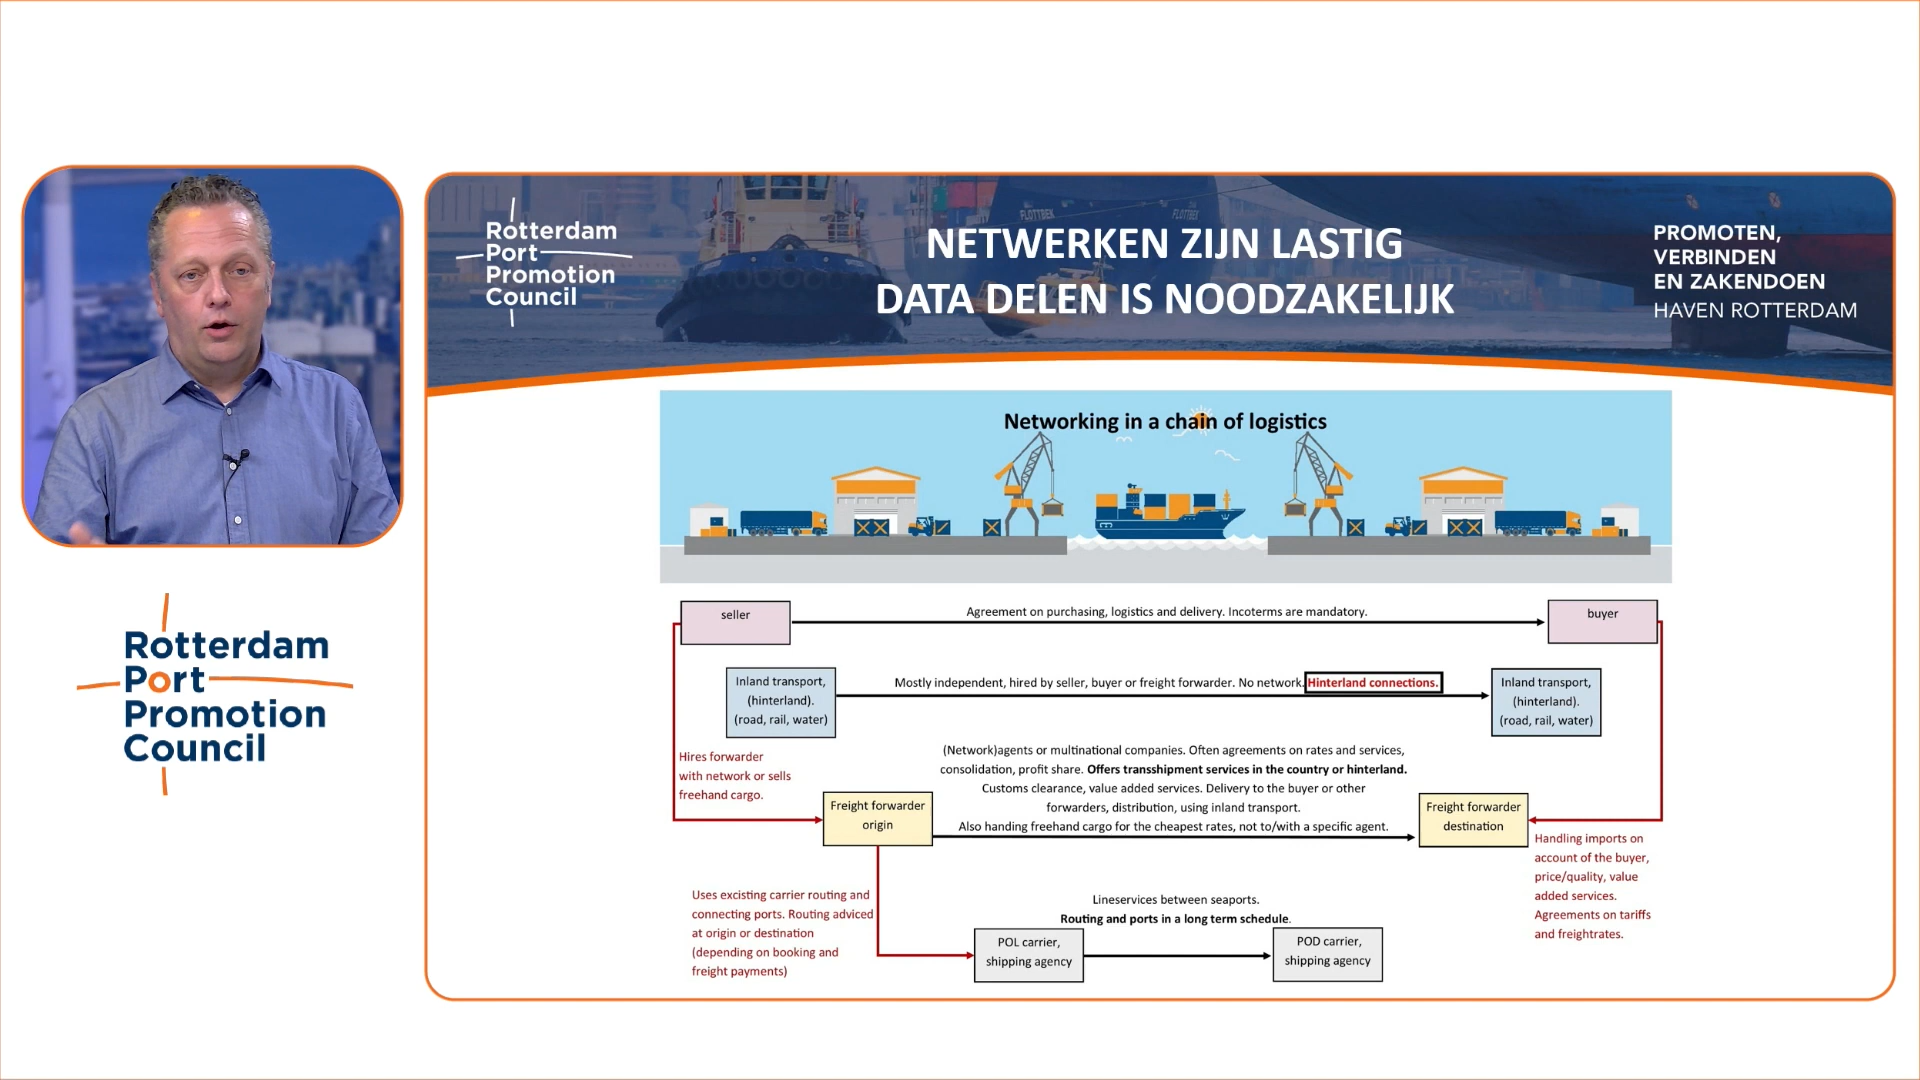 Rotterdam
Port
Promotion
Council
NETWERKEN ZIJN LASTIG
DATA DELEN IS NOODZAKELIJK
PROMOTEN,
VERBINDEN
EN ZAKENDOEN
HAVEN ROTTERDAM
FLOTTBEK
FLOTTBEK
Networking in a chain of logistics
seller
Agreement on purchasing, logistics and delivery. Incoterms are mandatory.
buyer
Inland transport,
(hinterland).
(road, rail, water)
Mostly independent, hired by seller, buyer or freight forwarder. No network. Hinterland connections.
Inland transport,
(hinterland).
(road, rail, water)
Hires forwarder
with network or sells
freehand cargo.
(Network)agents or multinational companies. Often agreements on rates and services,
consolidation, profit share. Offers transshipment services in the country or hinterland.
Customs clearance, value added services. Delivery to the buyer or other
forwarders, distribution, using inland transport.
Also handing freehand cargo for the cheapest rates, not to/with a specific agent.
Freight forwarder
origin
Freight forwarder
destination
Handling imports on
account of the buyer,
price/quality, value
added services.
Agreements on tariffs
and freightrates.
Uses excisting carrier routing and
connecting ports. Routing adviced
at origin or destination
(depending on booking and
freight payments)
Lineservices between seaports.
Routing and ports in a long term schedule.
POL carrier,
shipping agency
POD carrier,
shipping agency
Rotterdam
Port
Promotion
Council